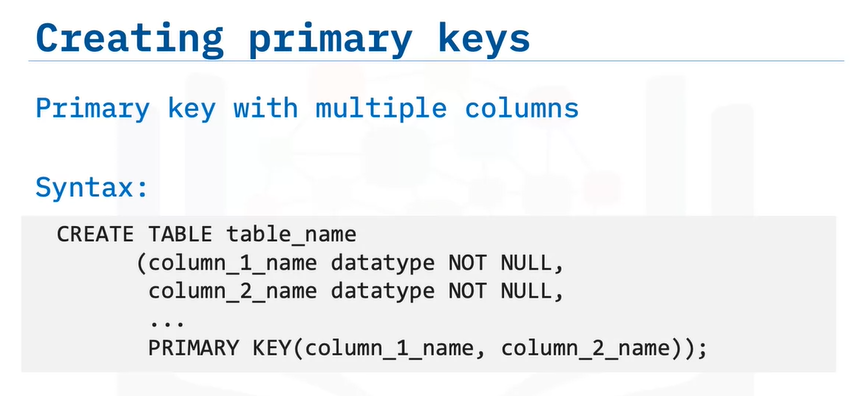 Creating primary keys
Primary key with multiple columns
Syntax:
CREATE TABLE table_name
(column_1_name datatype NOT NULL,
column_2_name datatype NOT NULL,
...
PRIMARY KEY(column_1_name, column_2_name));